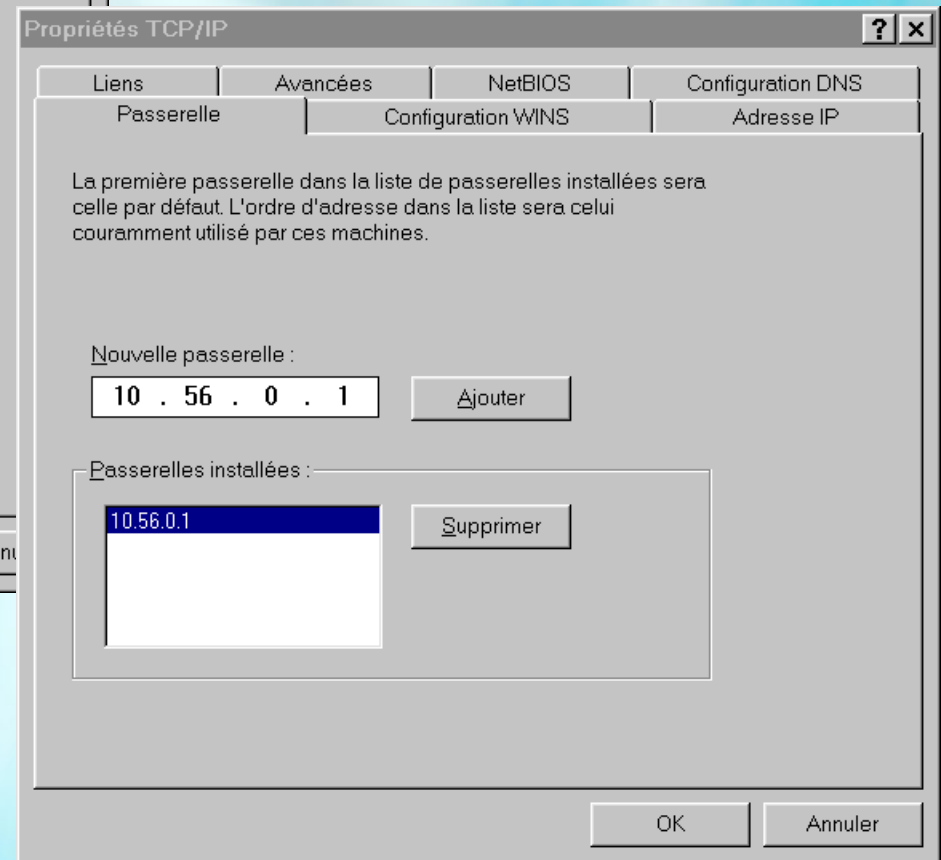 Propriétés TCP/IP
Liens Avancées NetBIOS Configuration DNS
Passerelle Configuration WINS Adresse IP
La première passerelle dans la liste de passerelles installées sera
celle par défaut. L'ordre d'adresse dans la liste sera celui
couramment utilisé par ces machines.
Nouvelle passerelle :
10 . 56 . 0 . 1 Ajouter
Passerelles installées :
10.56.0.1 Supprimer
OK Annuler